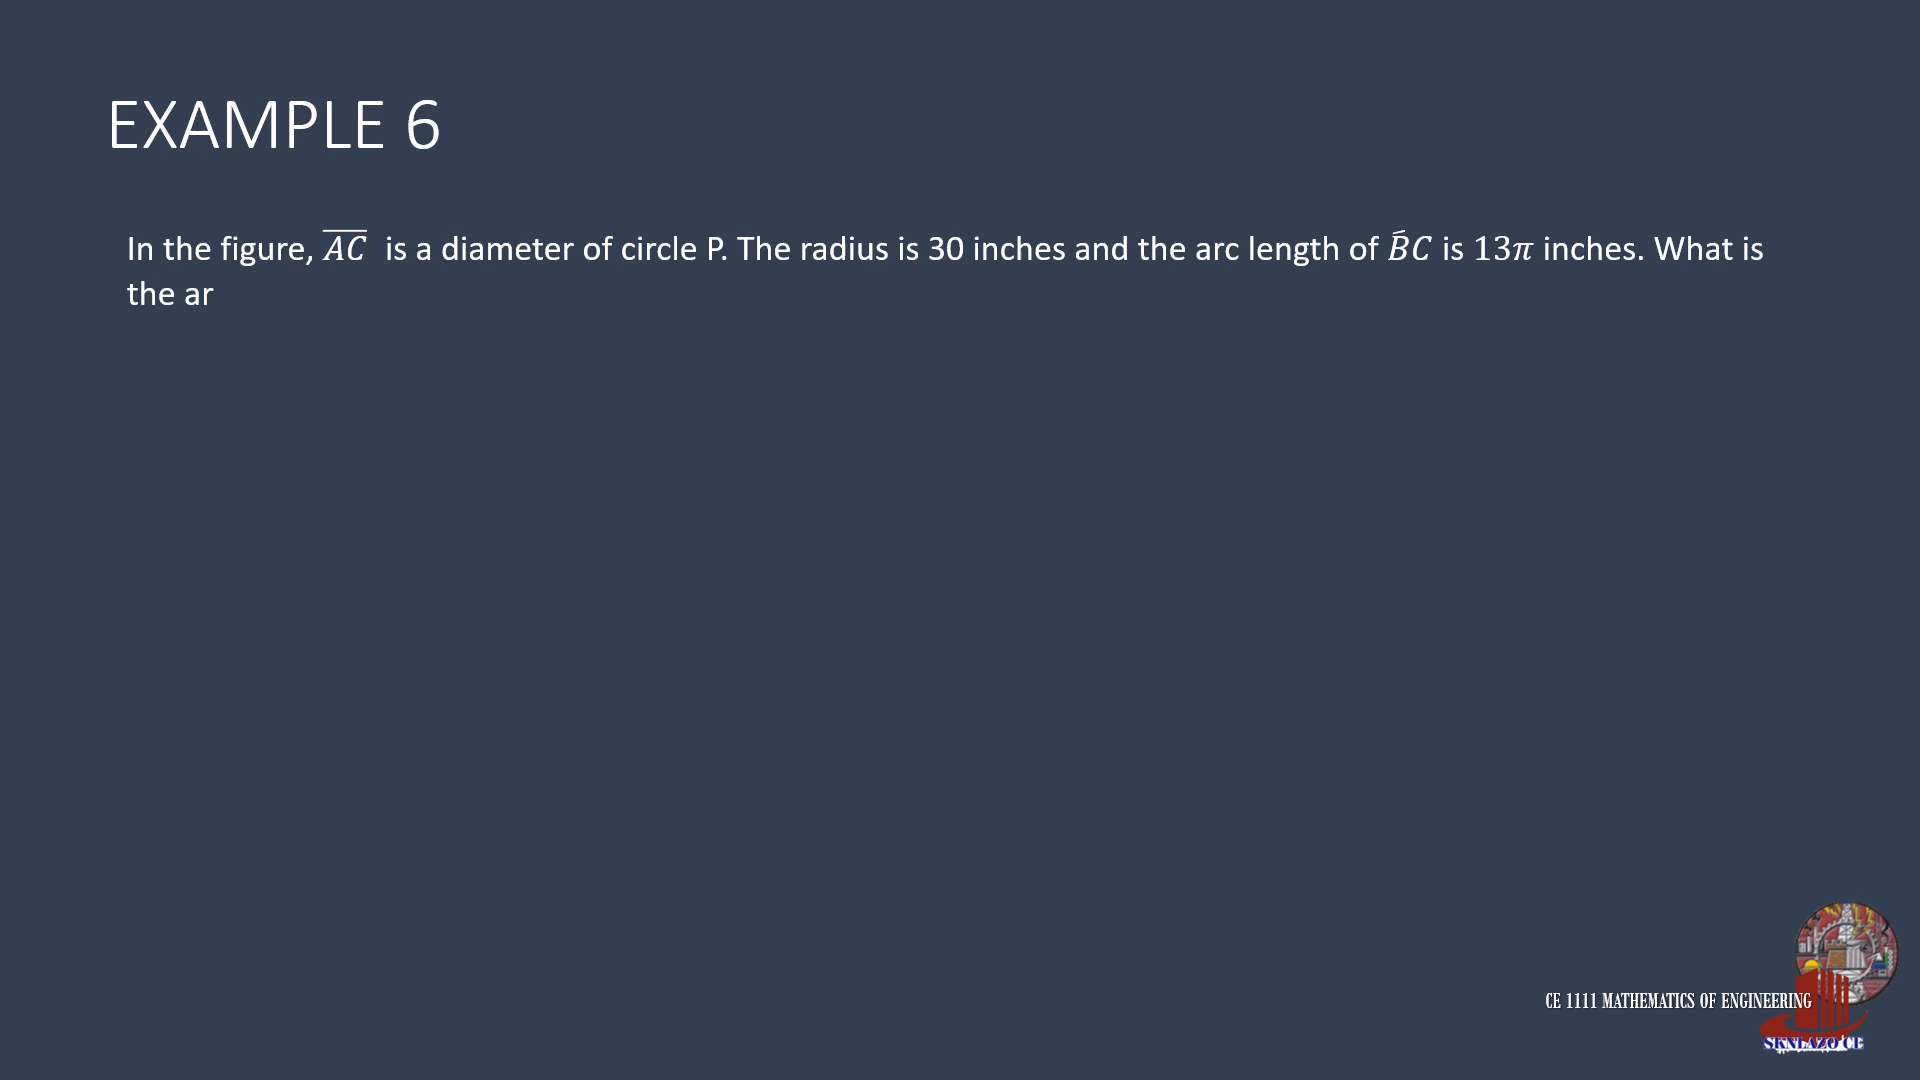 EXAMPLE 6
In the figure, \overline{AC} is a diameter of circle P. The radius is 30 inches and the arc length of B́C is 13π inches. What is
the ar
CE 1111 MATHEMATICS OF ENGINEERING